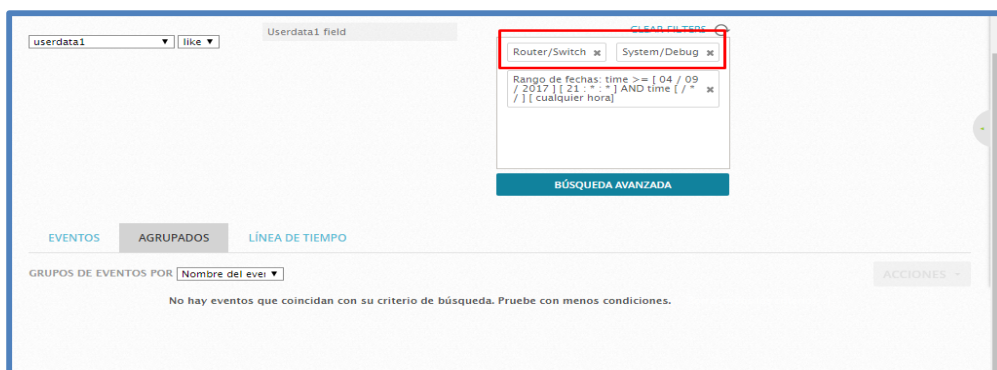 userdata1 like
Userdata1 field
CLEAR FILTERS
Router/Switch System/Debug
Rango de fechas: time >= [ 04 / 09
/ 2017 ] [ 21 : * : * ] AND time [ / *
/ ] [ cualquier hora]
BÚSQUEDA AVANZADA
EVENTOS AGRUPADOS LÍNEA DE TIEMPO
GRUPOS DE EVENTOS POR Nombre del eve
ACCIONES
No hay eventos que coincidan con su criterio de búsqueda. Pruebe con menos condiciones.